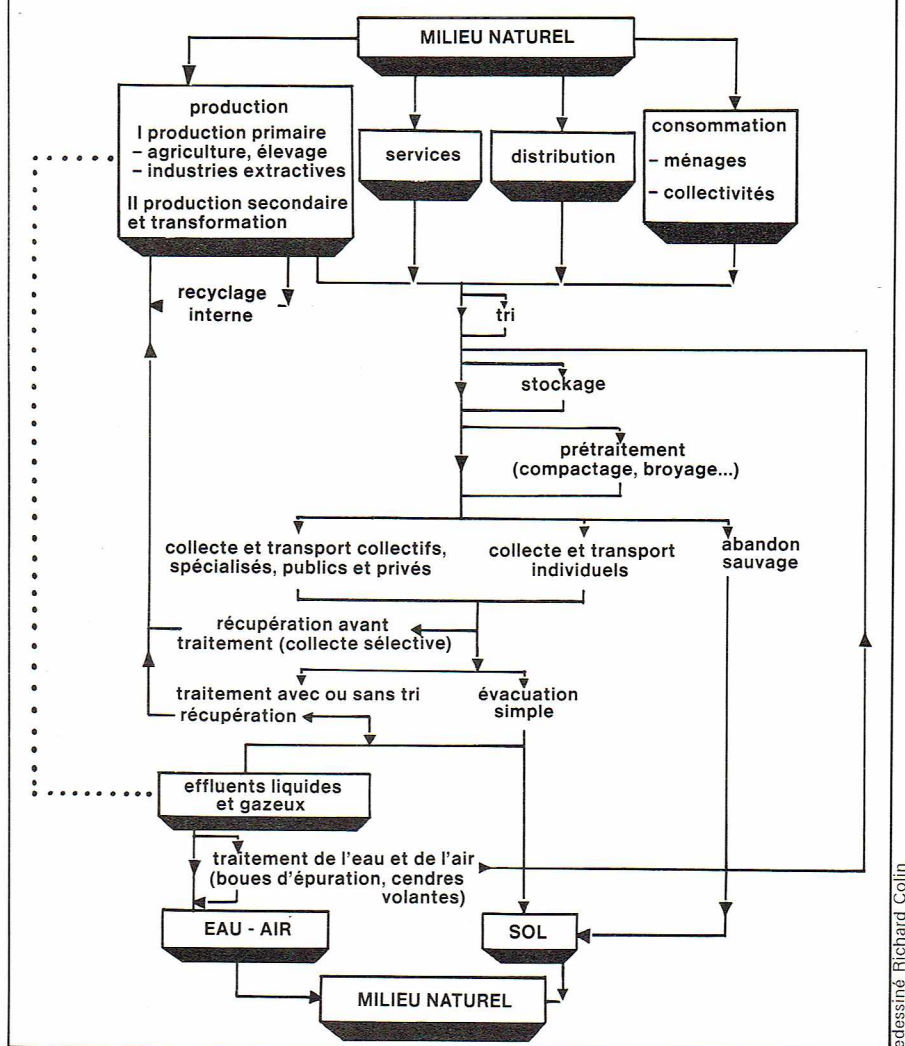 MILIEU NATUREL
production
I production primaire
– agriculture, élevage
– industries extractives
II production secondaire
et transformation
services
distribution
consommation
– ménages
– collectivités
recyclage
interne
tri
stockage
prétraitement
(compactage, broyage...)
collecte et transport collectifs,
spécialisés, publics et privés
collecte et transport
individuels
abandon
sauvage
récupération avant
traitement (collecte sélective)
traitement avec ou sans tri
récupération
évacuation
simple
effluents liquides
et gazeux
traitement de l'eau et de l'air
(boues d'épuration, cendres
volantes)
EAU - AIR
SOL
MILIEU NATUREL
edessiné Richard Colin